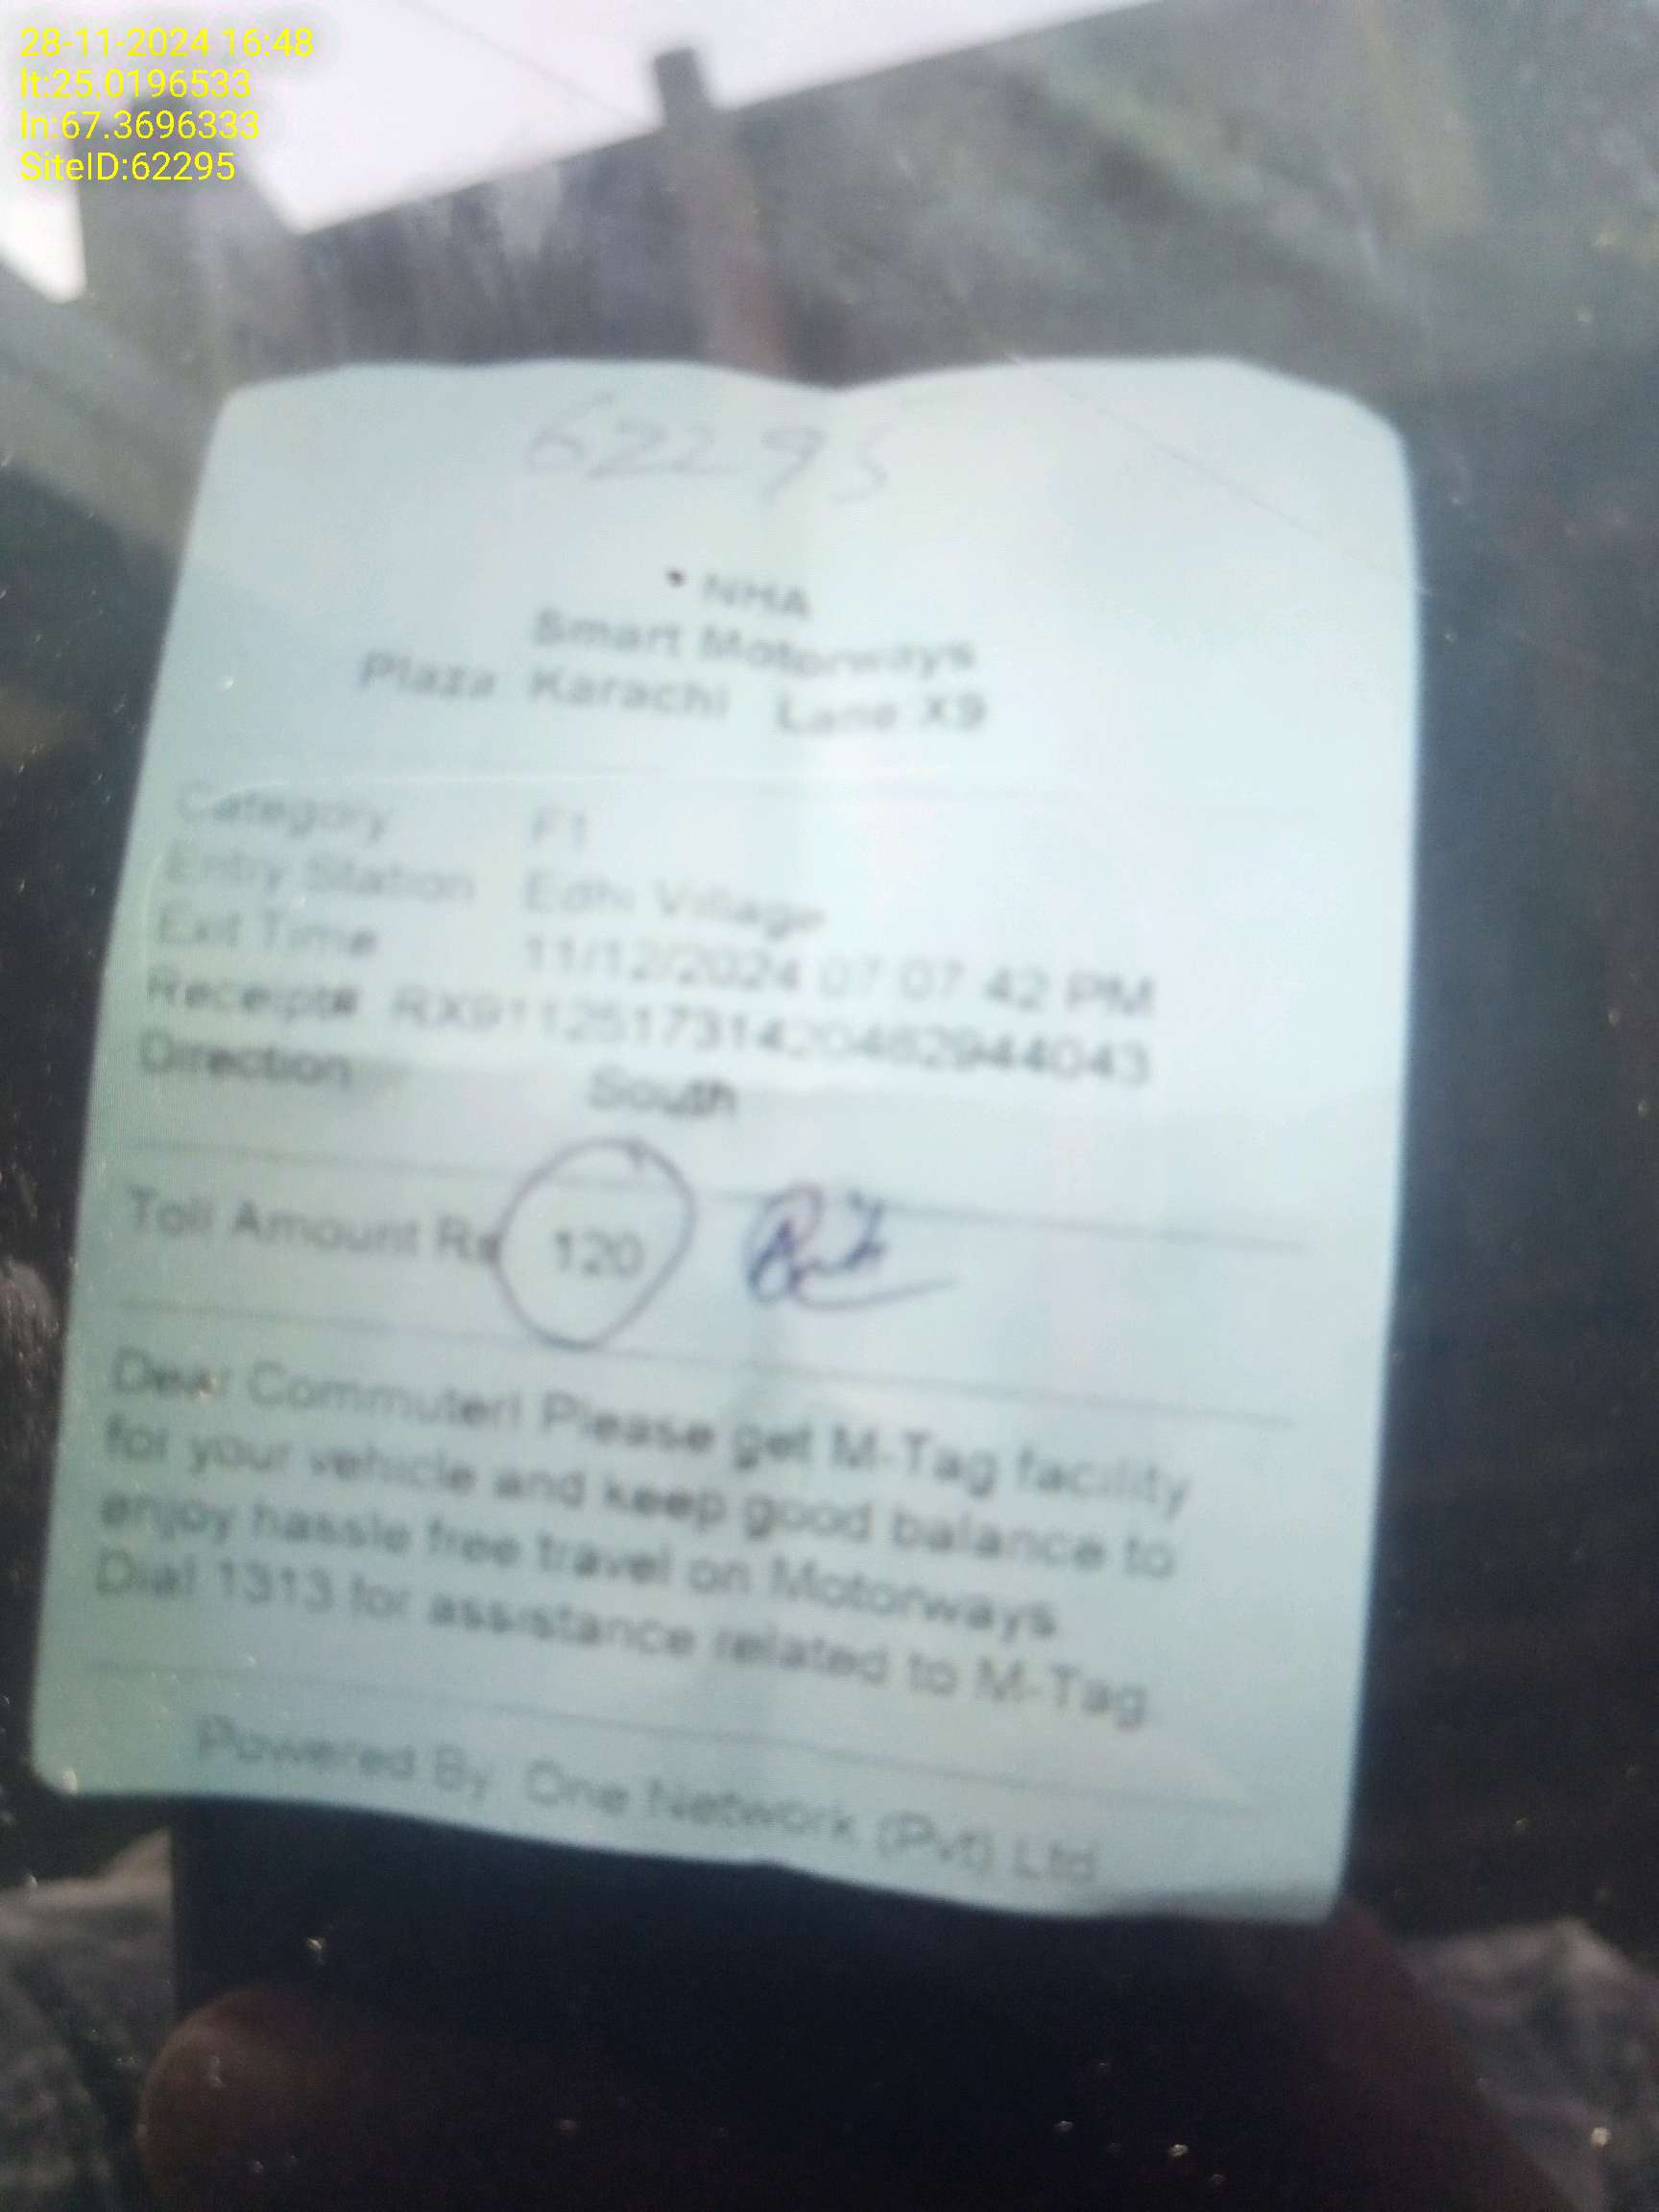 28-11-2024 16:48
lt:25.0196533
ln:67.3696333
SiteID:62295
62295
NHA
Smart Motorways
Plaza Karachi Lane X9
Category F1
Entry Station Edhi Village
Exit Time 11/12/2024 07:07:42 PM
Receipt# RX911251731420462944043
Direction South
Toll Amount Rs 120
Dear Commuter! Please get M-Tag facility
for your vehicle and keep good balance to
enjoy hassle free travel on Motorways
Dial 1313 for assistance related to M-Tag.
Powered By One Network (Pvt) Ltd